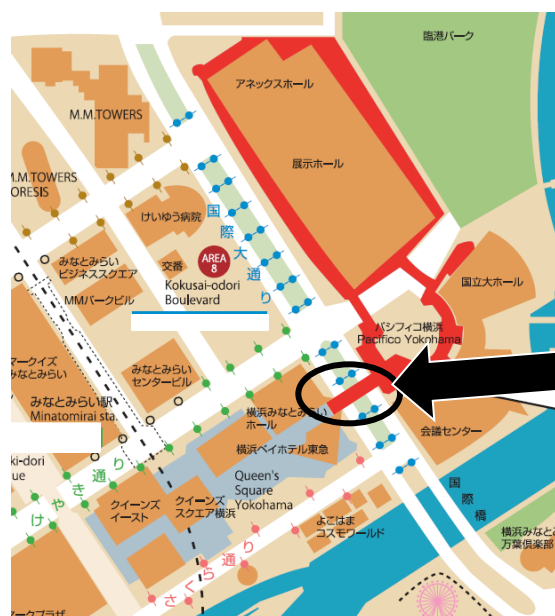 臨港パーク
アネックスホール
M.M.TOWERS
展示ホール
M.M.TOWERS
ORESIS
けいゆう病院
国際大通り
みなとみらい
ビジネススクエア
交番
AREA
8
Kokusai-odori
Boulevard
国立大ホール
MMパークビル
パシフィコ横浜
Pacifico Yokohama
マークイズ
みなとみらい
みなとみらい
センタービル
みなとみらい駅
Minatomirai sta.
横浜みなとみらい
ホール
会議センター
横浜ベイホテル東急
ki-dori
ue
けやき通り
Queen's
Square
Yokohama
クイーンズ
イースト
クイーンズ
スクエア横浜
国際橋
よこはま
コスモワールド
横浜みなと
万葉倶楽部
さくら通り
マークプラザ